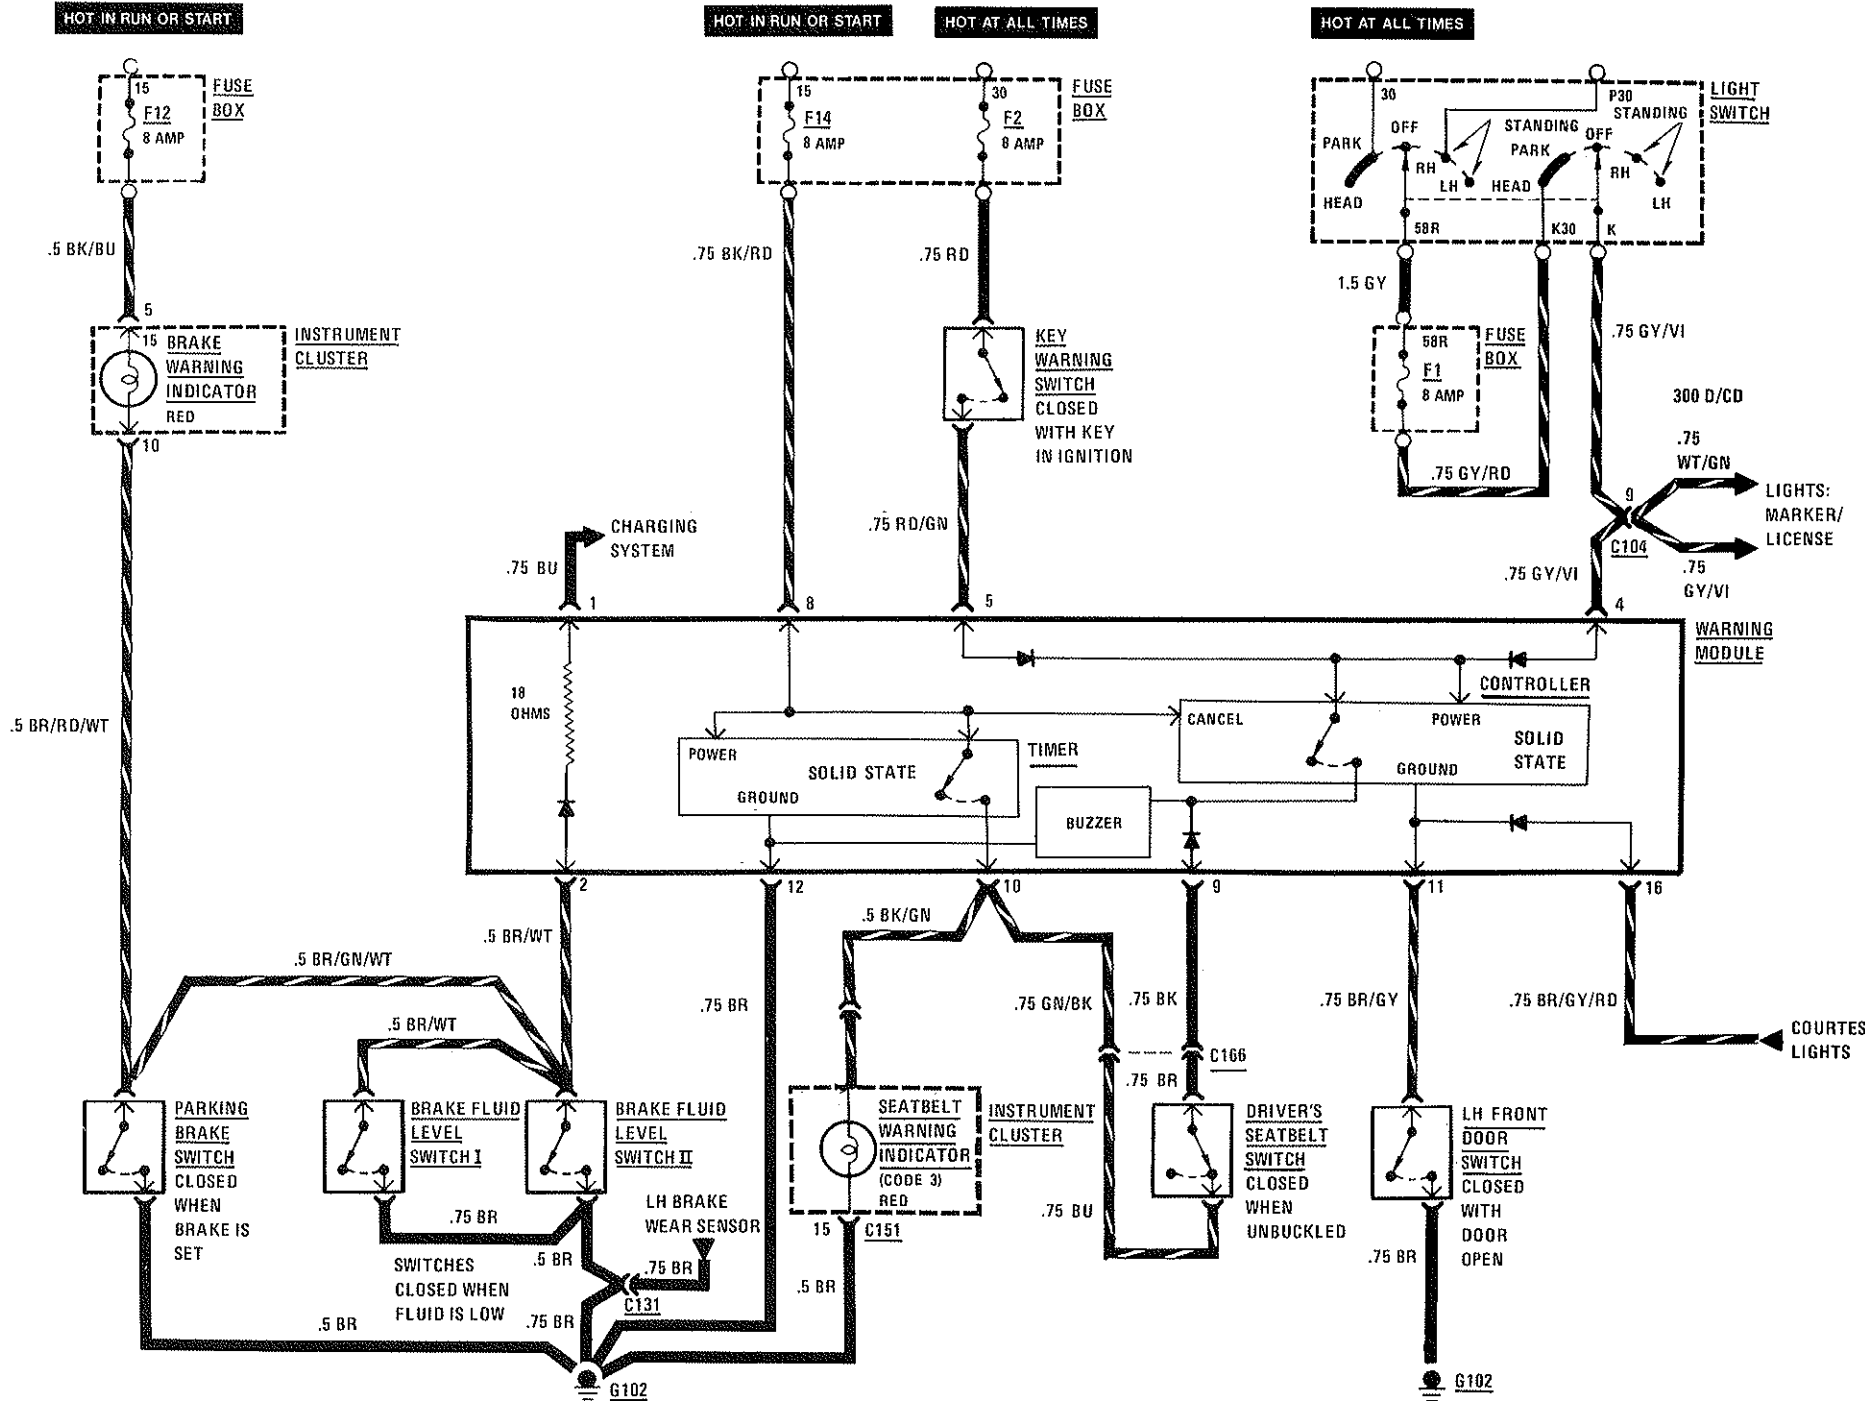 HOT IN RUN OR START
HOT IN RUN OR START
HOT AT ALL TIMES
HOT AT ALL TIMES
15
F12
8 AMP
FUSE
BOX
15
F14
8 AMP
30
F2
8 AMP
FUSE
BOX
30
P30
LIGHT
SWITCH
STANDING
STANDING
OFF
OFF
PARK
PARK
RH
RH
LH
LH
HEAD
HEAD
58R
K30
K
.5 BK/BU
.75 BK/RD
.75 RD
1.5 GY
.75 GY/VI
5
INSTRUMENT
CLUSTER
15
BRAKE
WARNING
INDICATOR
RED
10
KEY
WARNING
SWITCH
CLOSED
WITH KEY
IN IGNITION
58R
F1
8 AMP
FUSE
BOX
.75 GY/RD
300 D/CD
.75
WT/GN
9
LIGHTS:
MARKER/
LICENSE
C104
.75
GY/VI
.75 RD/GN
CHARGING
SYSTEM
.75 BU
.75 GY/VI
1
8
5
4
WARNING
MODULE
18
OHMS
CONTROLLER
CANCEL
POWER
SOLID
STATE
GROUND
POWER
SOLID STATE
GROUND
TIMER
BUZZER
.5 BR/RD/WT
2
12
10
9
11
16
.5 BR/WT
.5 BK/GN
.5 BR/GN/WT
.5 BR/WT
.75 BR
.75 GN/BK
.75 BK
.75 BR/GY
.75 BR/GY/RD
COURTES
LIGHTS
C166
.75 BR
PARKING
BRAKE
SWITCH
CLOSED
WHEN
BRAKE IS
SET
BRAKE FLUID
LEVEL
SWITCH I
BRAKE FLUID
LEVEL
SWITCH II
SEATBELT
WARNING
INDICATOR
(CODE 3)
RED
INSTRUMENT
CLUSTER
DRIVER'S
SEATBELT
SWITCH
CLOSED
WHEN
UNBUCKLED
LH FRONT
DOOR
SWITCH
CLOSED
WITH
DOOR
OPEN
LH BRAKE
WEAR SENSOR
.75 BR
.75 BU
15
C151
SWITCHES
CLOSED WHEN
FLUID IS LOW
.5 BR
.75 BR
C131
.5 BR
.75 BR
.5 BR
.75 BR
G102
G102